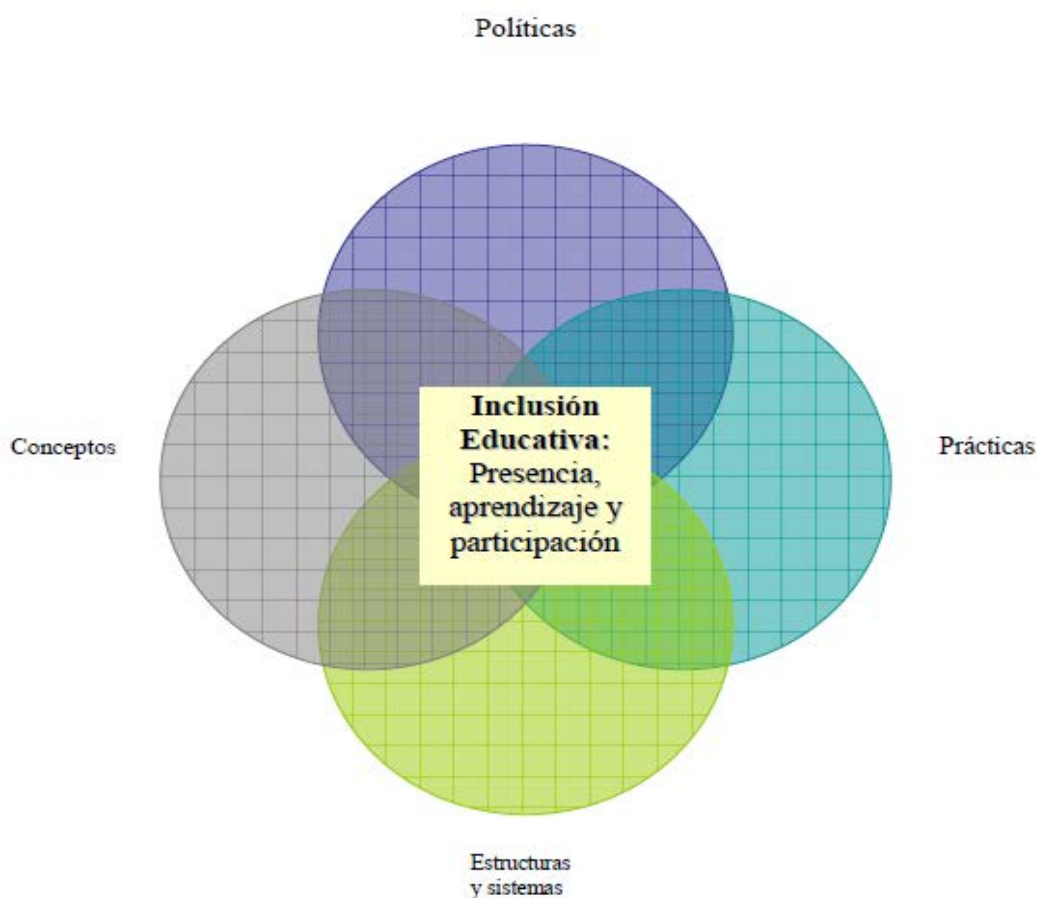 Políticas
Inclusión
Educativa:
Presencia,
aprendizaje y
participación
Conceptos
Prácticas
Estructuras
y sistemas